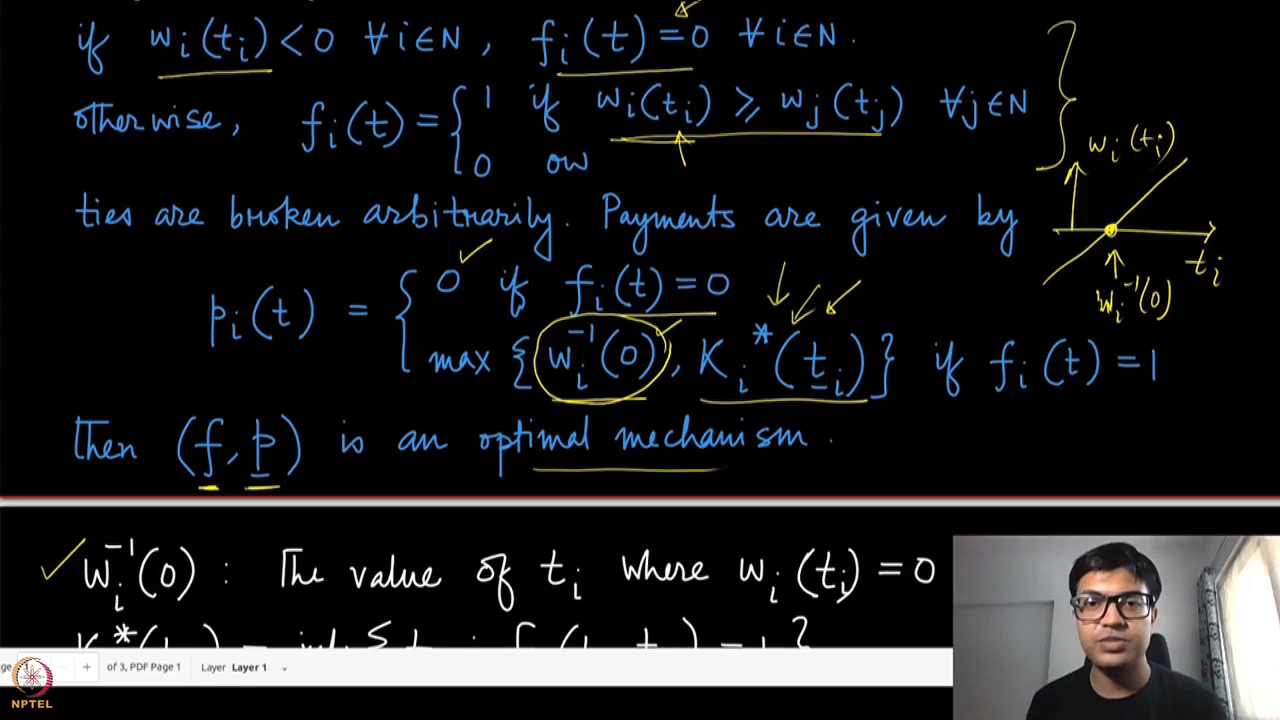 if wᵢ(tᵢ) < 0 ∀i∈N, fᵢ(t) = 0 ∀i∈N.
otherwise, fᵢ(t) = { 1 if wᵢ(tᵢ) ⩾ wⱼ(tⱼ) ∀j∈N
0 ow
wᵢ(tᵢ)
ties are broken arbitrarily. Payments are given by
tᵢ
wᵢ⁻¹(0)
pᵢ(t) = { 0 if fᵢ(t) = 0
max {wᵢ⁻¹(0), Kᵢ*(t̲ᵢ)} if fᵢ(t) = 1
Then (f, p) is an optimal mechanism.
wᵢ⁻¹(0) : The value of tᵢ where wᵢ(tᵢ) = 0
of 3, PDF Page 1 Layer Layer 1
NPTEL